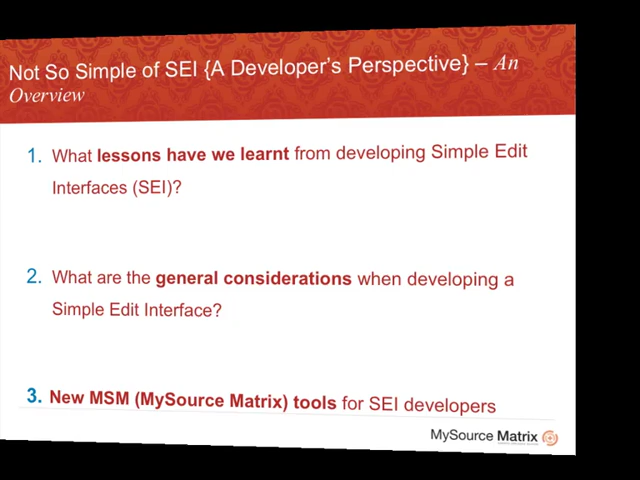 Not So Simple of SEI {A Developer's Perspective} – An
Overview
1. What lessons have we learnt from developing Simple Edit
Interfaces (SEI)?
2. What are the general considerations when developing a
Simple Edit Interface?
3. New MSM (MySource Matrix) tools for SEI developers
MySource Matrix